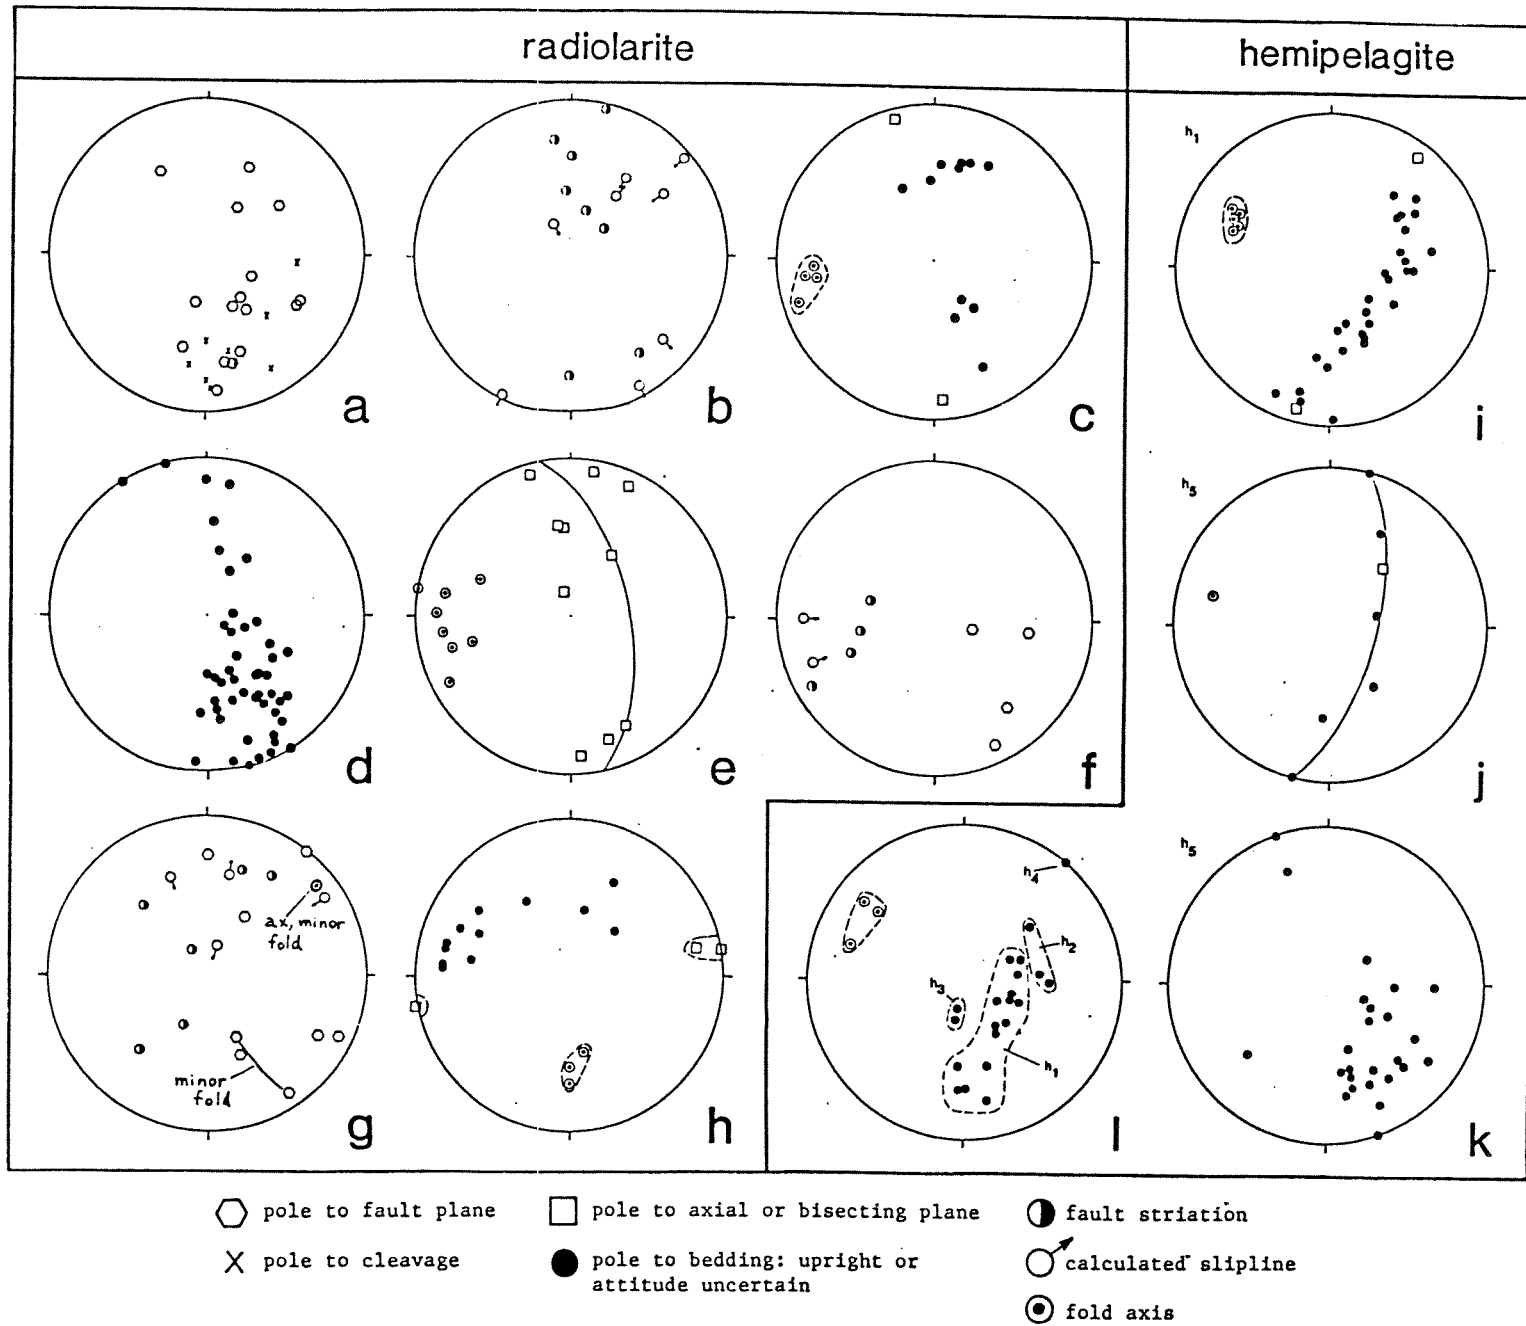 radiolarite
hemipelagite
a
b
c
h1
i
d
e
f
h5
j
ax, minor
fold
minor
fold
g
h
h4
h2
h3
h1
l
h5
k
pole to fault plane
pole to axial or bisecting plane
fault striation
pole to cleavage
pole to bedding: upright or
attitude uncertain
calculated slipline
fold axis